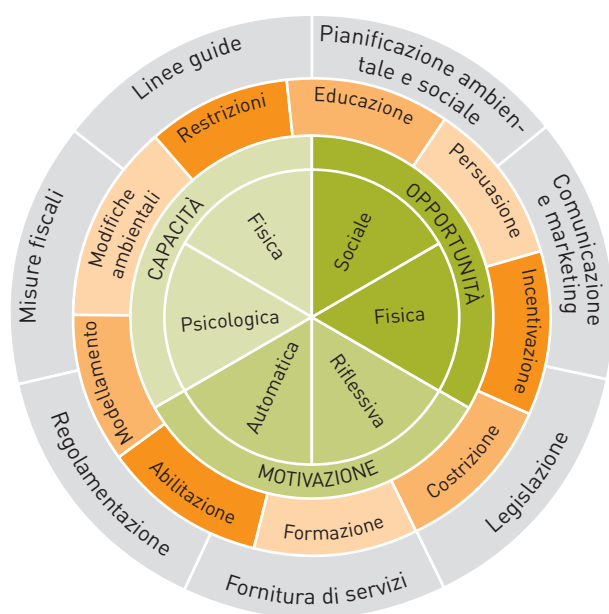 Linee guide
Pianificazione ambien-
tale e sociale
Comunicazione
e marketing
Legislazione
Fornitura di servizi
Regolamentazione
Misure fiscali
Restrizioni
Educazione
Persuasione
Incentivazione
Costrizione
Formazione
Abilitazione
Modellamento
Modifiche
ambientali
CAPACITÀ
OPPORTUNITÀ
MOTIVAZIONE
Fisica
Sociale
Fisica
Riflessiva
Automatica
Psicologica